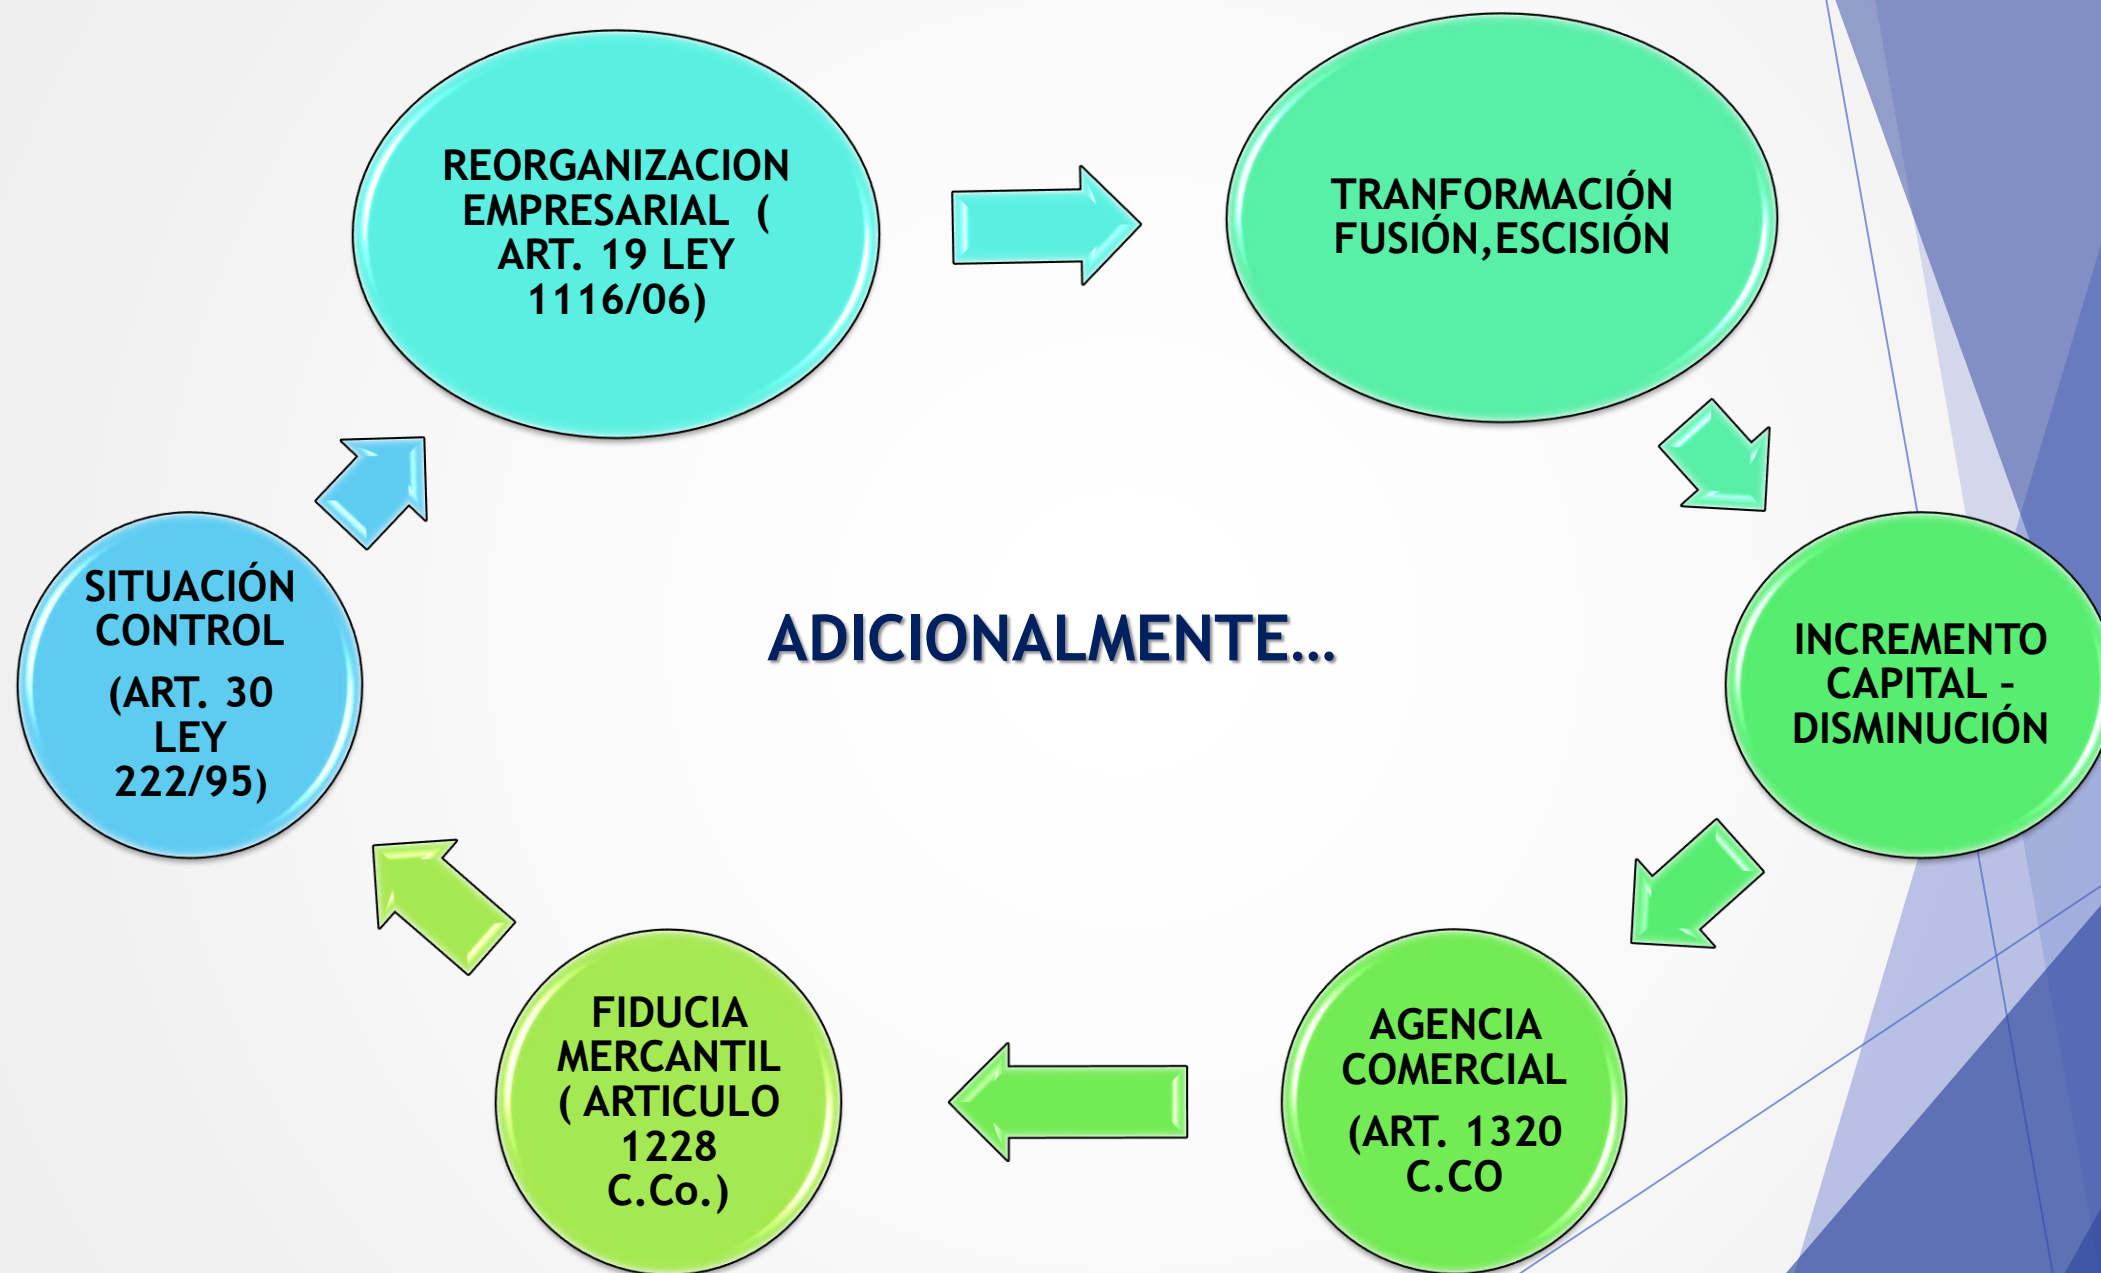 REORGANIZACION
EMPRESARIAL (
ART. 19 LEY
1116/06)
TRANFORMACIÓN
FUSIÓN,ESCISIÓN
INCREMENTO
CAPITAL –
DISMINUCIÓN
AGENCIA
COMERCIAL
(ART. 1320
C.CO
FIDUCIA
MERCANTIL
( ARTICULO
1228
C.Co.)
SITUACIÓN
CONTROL
(ART. 30
LEY
222/95)
ADICIONALMENTE…